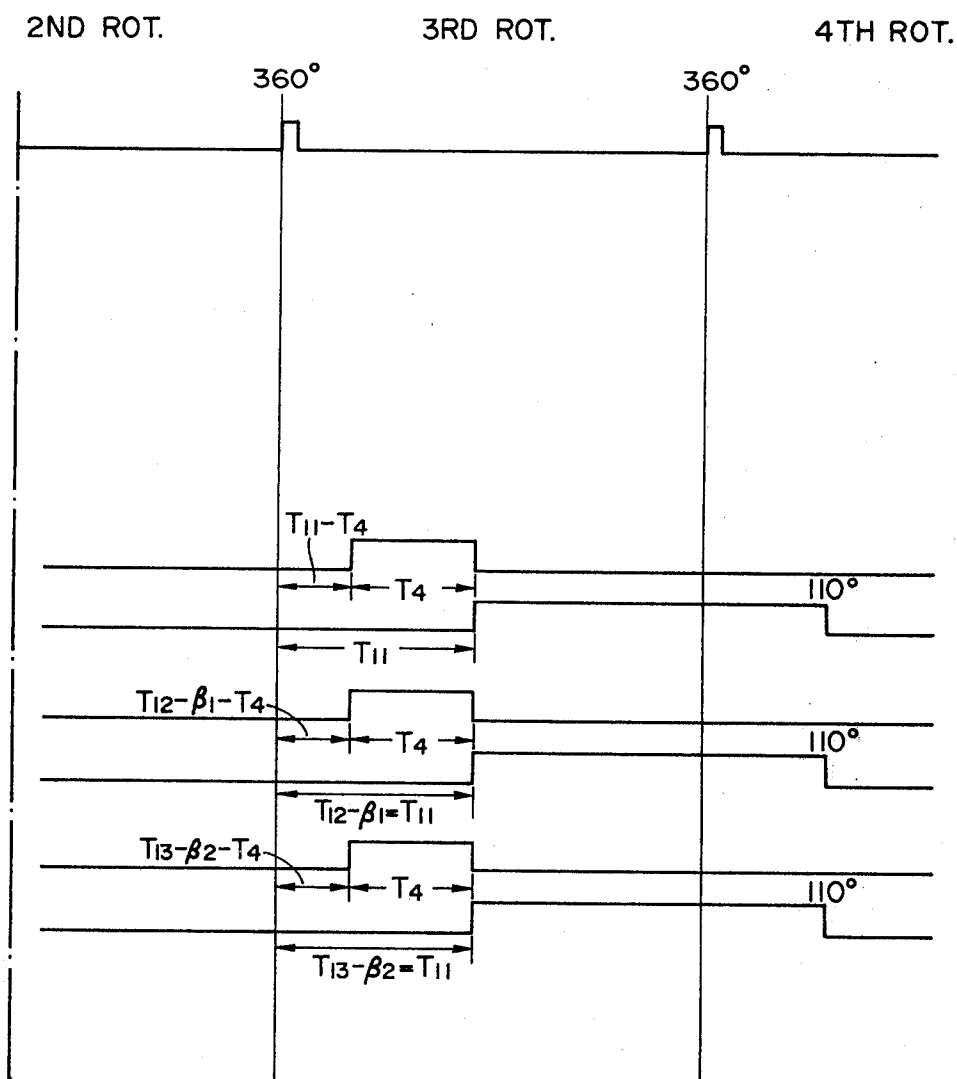 2ND ROT. 3RD ROT. 4TH ROT.
360° 360°
T11-T4
T4 110°
T11
T12-β1-T4
T4 110°
T12-β1=T11
T13-β2-T4
T4 110°
T13-β2=T11